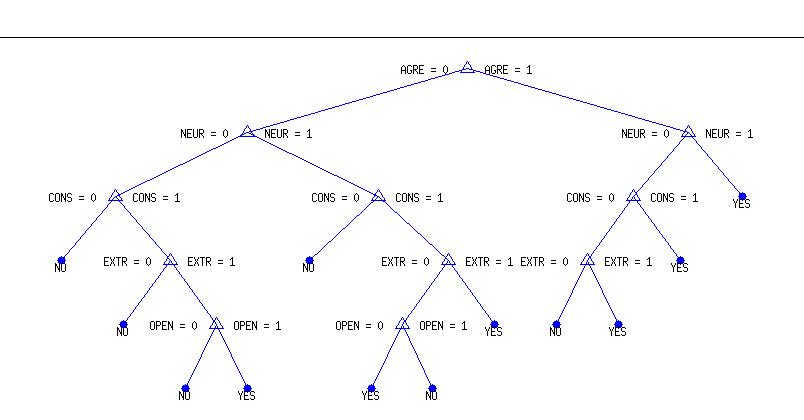 AGRE = 0 AGRE = 1
NEUR = 0 NEUR = 1 NEUR = 0 NEUR = 1
CONS = 0 CONS = 1 CONS = 0 CONS = 1 CONS = 0 CONS = 1 YES
NO EXTR = 0 EXTR = 1 NO EXTR = 0 EXTR = 1 EXTR = 0 EXTR = 1 YES
NO OPEN = 0 OPEN = 1 OPEN = 0 OPEN = 1 YES NO YES
NO YES YES NO